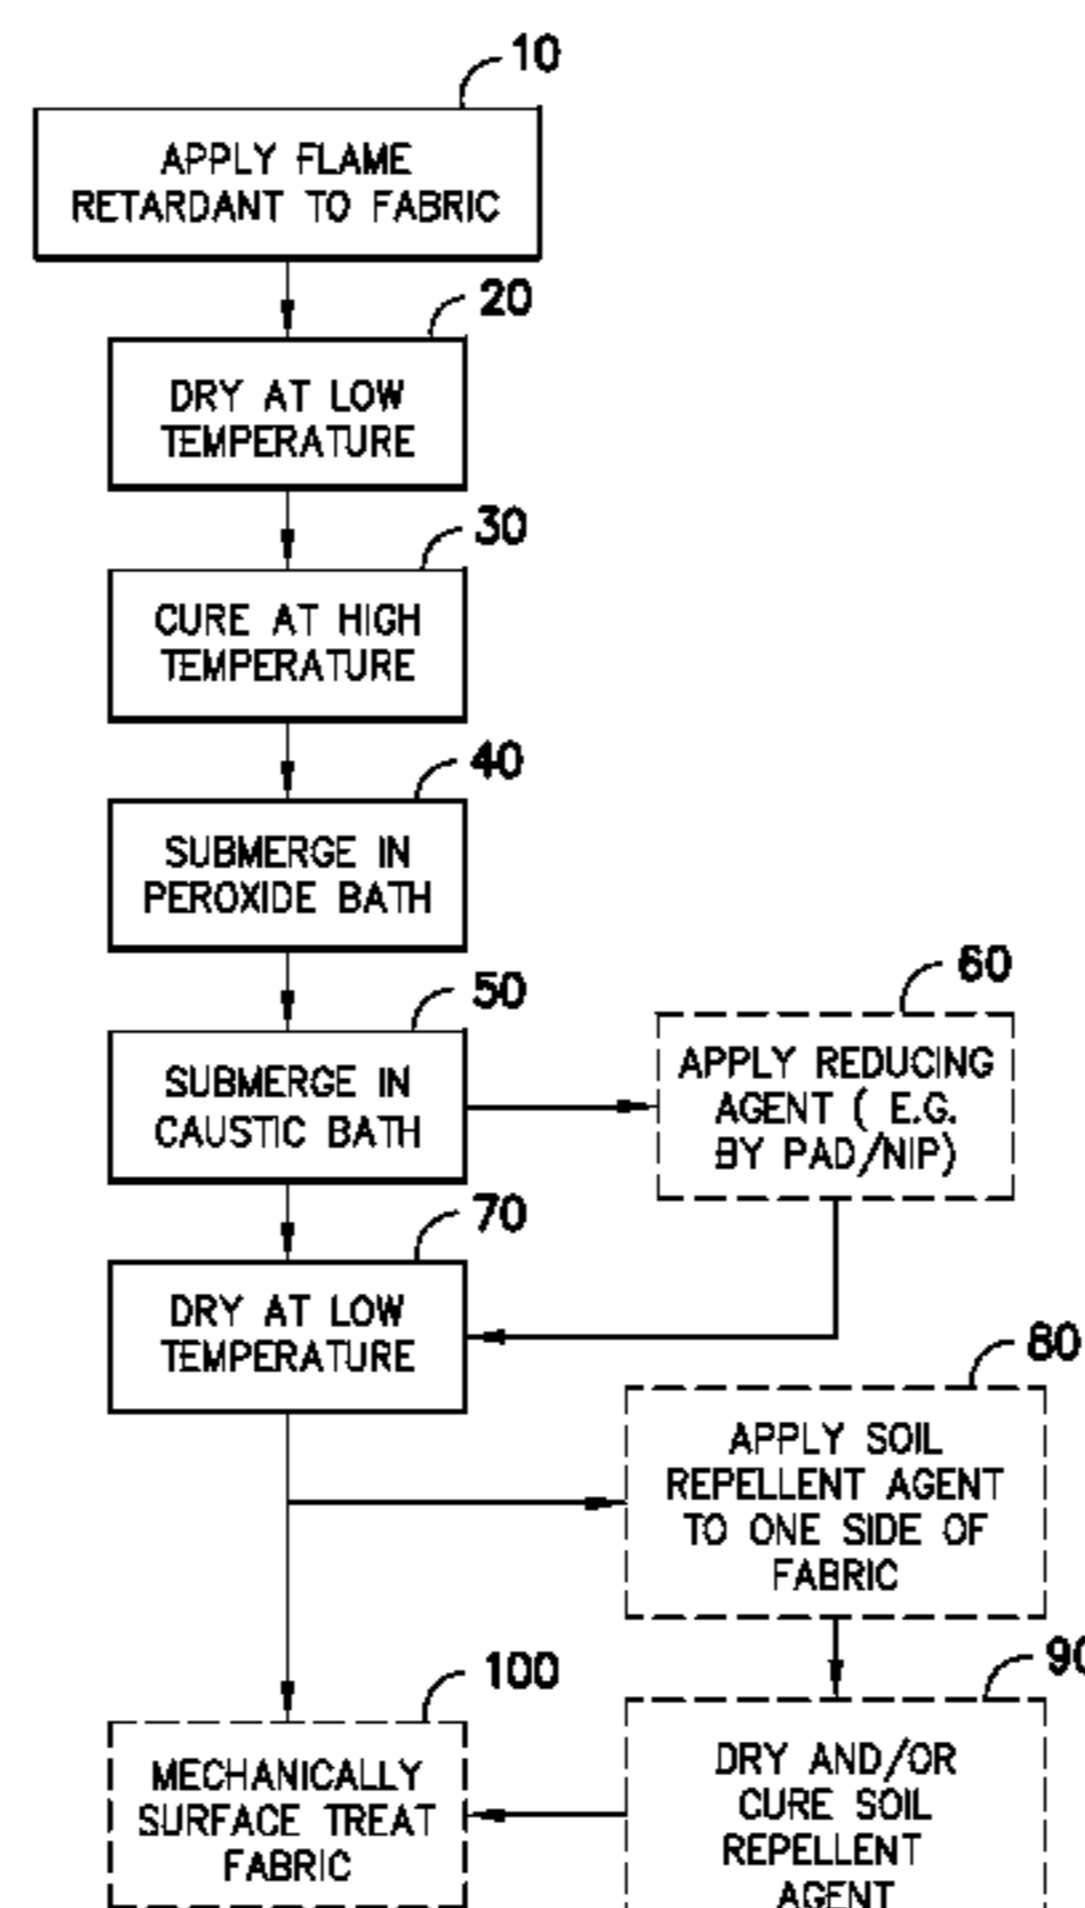 10
APPLY FLAME
RETARDANT TO FABRIC
20
DRY AT LOW
TEMPERATURE
30
CURE AT HIGH
TEMPERATURE
40
SUBMERGE IN
PEROXIDE BATH
50
SUBMERGE IN
CAUSTIC BATH
60
APPLY REDUCING
AGENT ( E.G.
BY PAD/NIP)
70
DRY AT LOW
TEMPERATURE
80
APPLY SOIL
REPELLENT AGENT
TO ONE SIDE OF
FABRIC
90
DRY AND/OR
CURE SOIL
REPELLENT
AGENT
100
MECHANICALLY
SURFACE TREAT
FABRIC